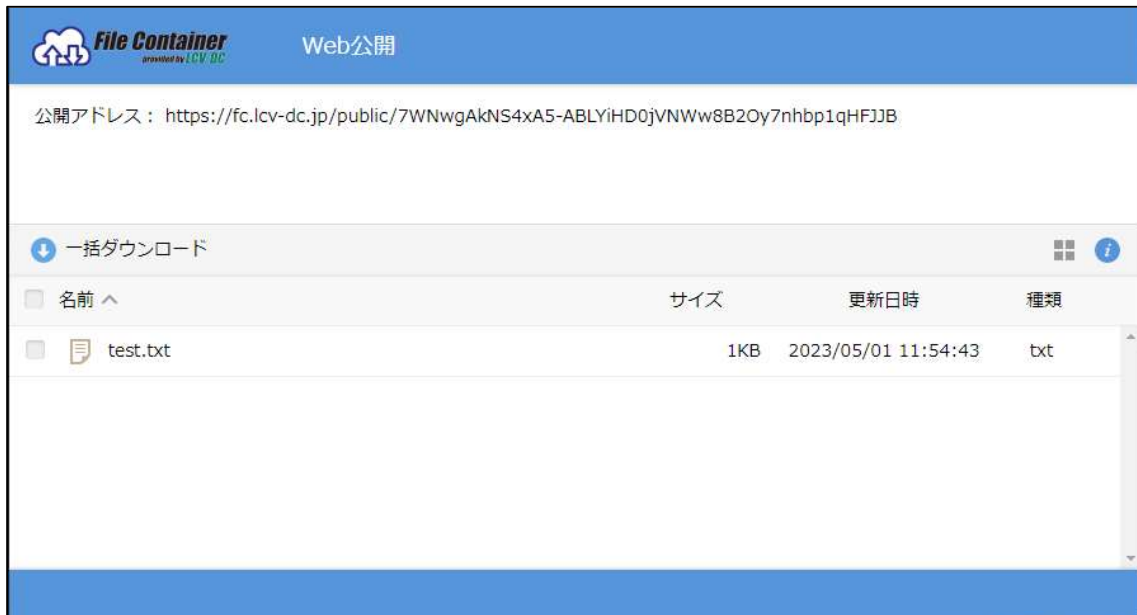 File Container
provided by LCV-DC
Web公開
公開アドレス： https://fc.lcv-dc.jp/public/7WNwgAkNS4xA5-ABLYiHD0jVNWw8B2Oy7nhbp1qHFJJB
一括ダウンロード
名前 サイズ 更新日時 種類
test.txt 1KB 2023/05/01 11:54:43 txt